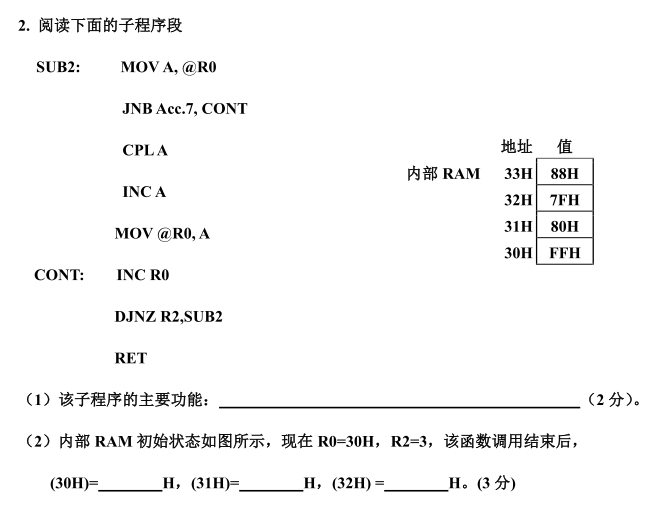 2. 阅读下面的子程序段
SUB2: MOV A, @R0
JNB Acc.7, CONT
CPL A
INC A
MOV @R0, A
CONT: INC R0
DJNZ R2,SUB2
RET
地址 值
内部 RAM 33H 88H
32H 7FH
31H 80H
30H FFH
（1）该子程序的主要功能：________________（2 分）。
（2）内部 RAM 初始状态如图所示，现在 R0=30H，R2=3，该函数调用结束后，
(30H)=________H，(31H)=________H，(32H) =________H。(3 分)